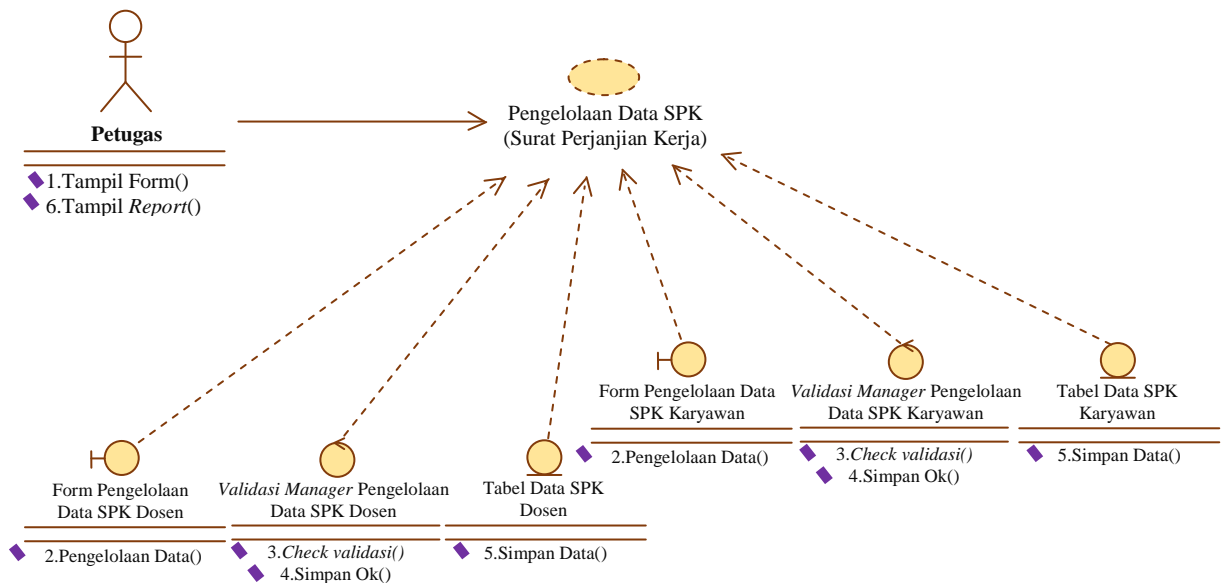 Pengelolaan Data SPK
(Surat Perjanjian Kerja)
Petugas
1.Tampil Form()
6.Tampil Report()
Form Pengelolaan Data
SPK Karyawan
2.Pengelolaan Data()
Validasi Manager Pengelolaan
Data SPK Karyawan
3.Check validasi()
4.Simpan Ok()
Tabel Data SPK
Karyawan
5.Simpan Data()
Form Pengelolaan
Data SPK Dosen
2.Pengelolaan Data()
Validasi Manager Pengelolaan
Data SPK Dosen
3.Check validasi()
4.Simpan Ok()
Tabel Data SPK
Dosen
5.Simpan Data()